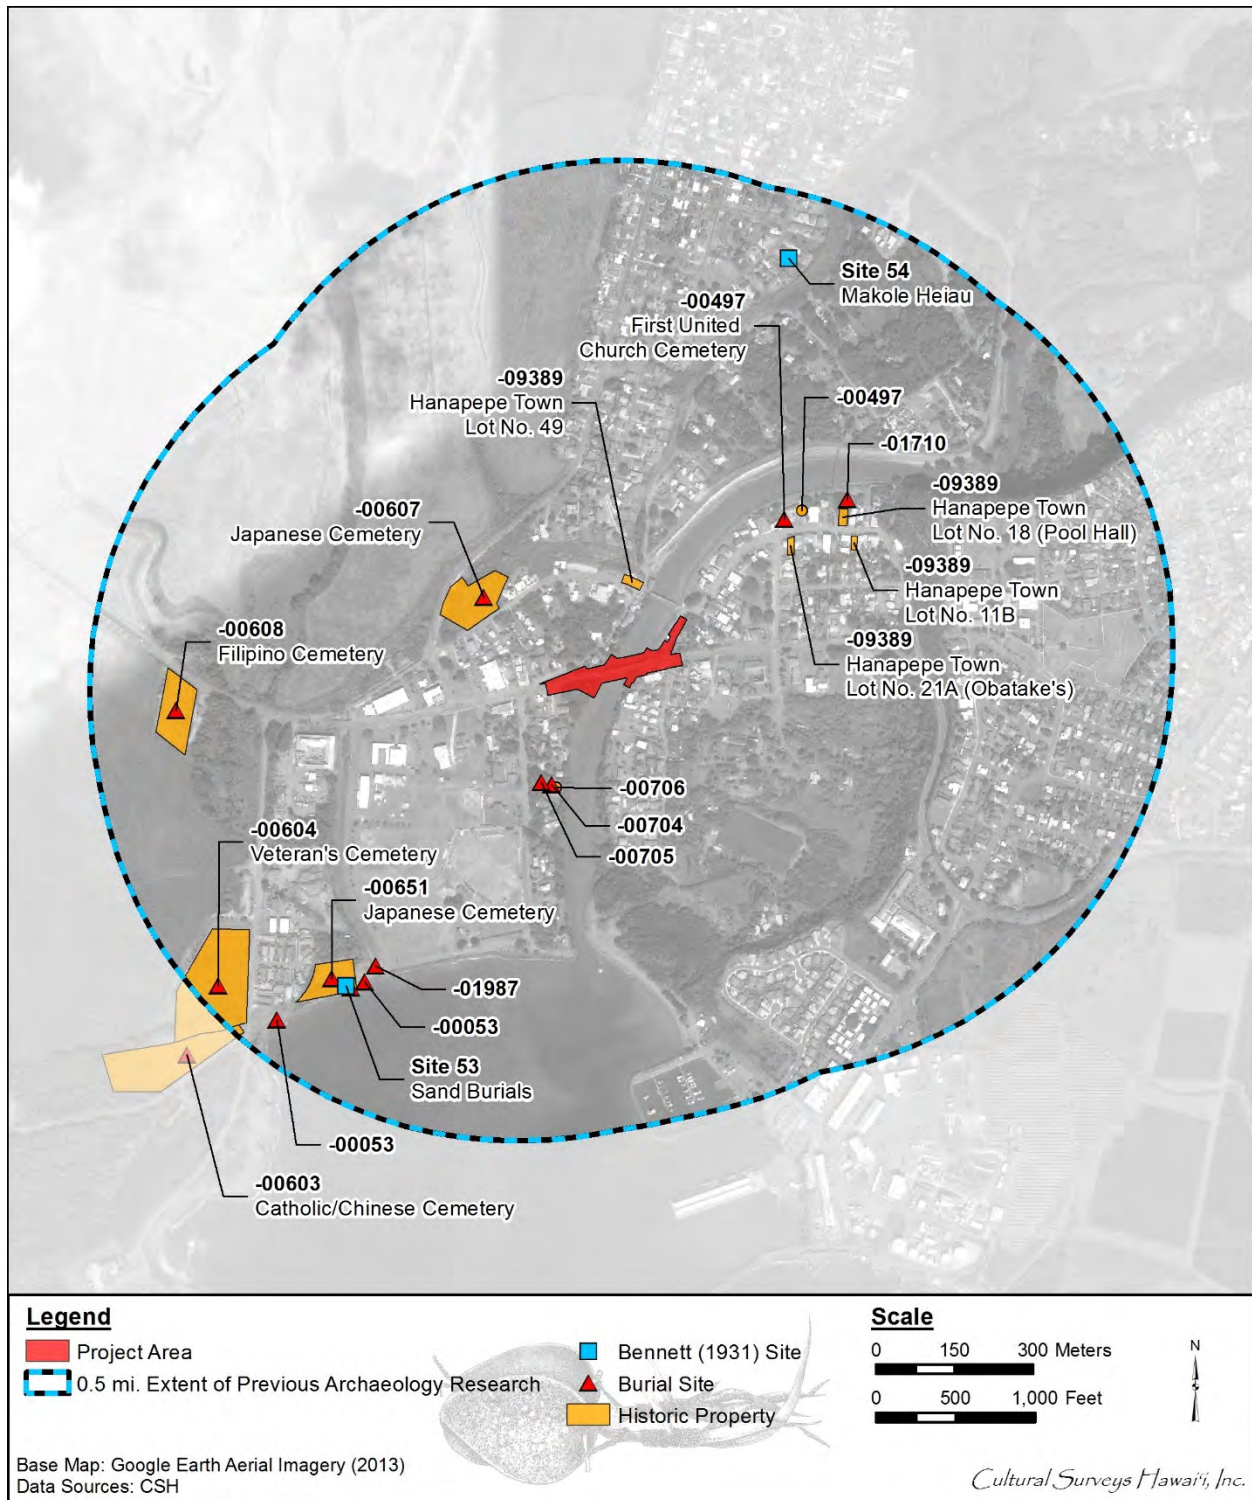 Site 54
Makole Heiau
-00497
First United
Church Cemetery
-09389
Hanapepe Town
Lot No. 49
-00497
-01710
-09389
Hanapepe Town
Lot No. 18 (Pool Hall)
-00607
Japanese Cemetery
-09389
Hanapepe Town
Lot No. 11B
-00608
Filipino Cemetery
-09389
Hanapepe Town
Lot No. 21A (Obatake's)
-00706
-00704
-00705
-00604
Veteran's Cemetery
-00651
Japanese Cemetery
-01987
-00053
Site 53
Sand Burials
-00053
-00603
Catholic/Chinese Cemetery
Legend
Project Area
0.5 mi. Extent of Previous Archaeology Research
Bennett (1931) Site
Burial Site
Historic Property
Scale
0 150 300 Meters
0 500 1,000 Feet
N
Base Map: Google Earth Aerial Imagery (2013)
Data Sources: CSH
Cultural Surveys Hawaiʻi, Inc.